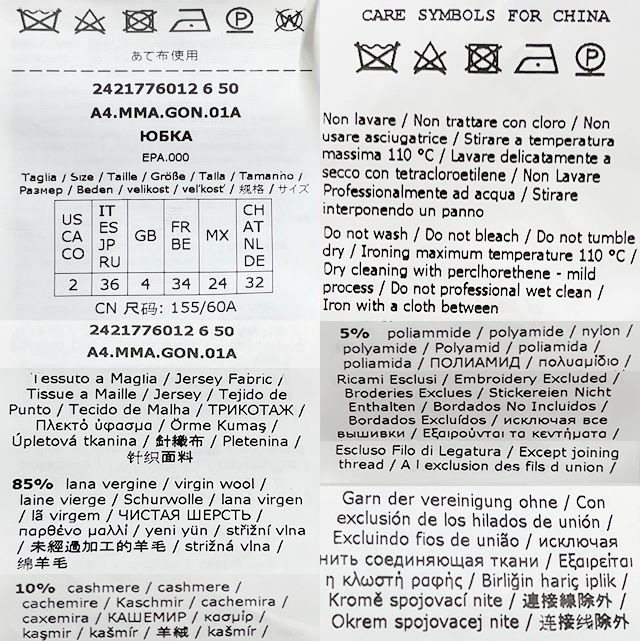 あて布使用
2421776012 6 50
A4.MMA.GON.01A
ЮБКА
EPA.000
Taglia / Size / Taille / Größe / Talla / Tamanho /
Размер / Beden / velikost / veľkosť / 规格 / サイズ
US CA CO IT ES JP RU GB FR BE MX CH AT NL DE
2 36 4 34 24 32
CN 尺码: 155/60A
2421776012 6 50
A4.MMA.GON.01A
Tessuto a Maglia / Jersey Fabric /
Tissue a Maille / Jersey / Tejido de
Punto / Tecido de Malha / ТРИКОТАЖ /
Πλεκτό ύφασμα / Örme Kumaş /
Úpletová tkanina / 針織布 / Pletenina /
针织面料
85% lana vergine / virgin wool /
laine vierge / Schurwolle / lana virgen
/ lã virgem / ЧИСТАЯ ШЕРСТЬ /
παρθένο μαλλί / yeni yün / střižní vlna
/ 未經過加工的羊毛 / strižná vlna /
绵羊毛
10% cashmere / cashmere /
cachemire / Kaschmir / cachemira /
caxemira / КАШЕМИР / κασμίρ /
kaşmir / kašmír / 羊絨 / kašmír /
CARE SYMBOLS FOR CHINA
Non lavare / Non trattare con cloro / Non
usare asciugatrice / Stirare a temperatura
massima 110 °C / Lavare delicatamente a
secco con tetracloroetilene / Non Lavare
Professionalmente ad acqua / Stirare
interponendo un panno
Do not wash / Do not bleach / Do not tumble
dry / Ironing maximum temperature 110 °C /
Dry cleaning with perclhorethene - mild
process / Do not professional wet clean /
Iron with a cloth between
5% poliammide / polyamide / nylon /
polyamide / Polyamid / poliamida /
poliamida / ПОЛИАМИД / πολυαμίδιο /
Ricami Esclusi / Embroidery Excluded /
Broderies Exclues / Stickereien Nicht
Enthalten / Bordados No Incluidos /
Bordados Excluídos / исключая все
вышивки / Εξαιρούνται τα κεντήματα /
Escluso Filo di Legatura / Except joining
thread / A l exclusion des fils d union /
Garn der vereinigung ohne / Con
exclusión de los hilados de unión /
Excluindo fios de união / исключая
нить соединяющая ткани / Εξαιρείται
η κλωστή ραφής / Birliğin hariç iplik /
Kromě spojovací nite / 連接線除外 /
Okrem spojovacej nite / 连接线除外